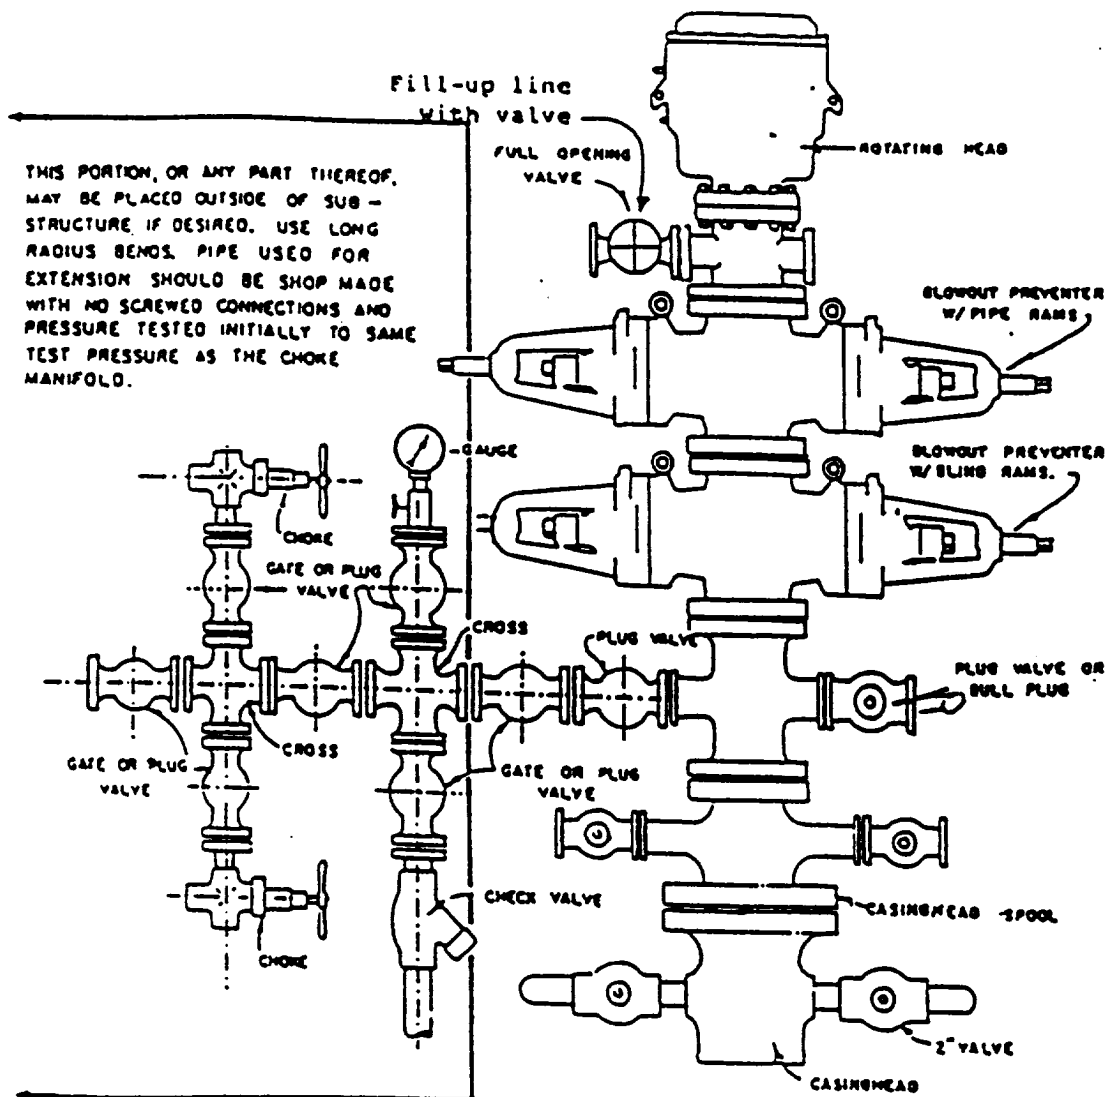 Fill-up line
with valve
FULL OPENING
VALVE
ROTATING HEAD
THIS PORTION, OR ANY PART THEREOF,
MAY BE PLACED OUTSIDE OF SUB-
STRUCTURE IF DESIRED. USE LONG
RADIUS BENDS. PIPE USED FOR
EXTENSION SHOULD BE SHOP MADE
WITH NO SCREWED CONNECTIONS AND
PRESSURE TESTED INITIALLY TO SAME
TEST PRESSURE AS THE CHOKE
MANIFOLD.
BLOWOUT PREVENTER
W/ PIPE RAMS.
GAUGE
BLOWOUT PREVENTER
W/ BLIND RAMS.
CHOKE
GATE OR PLUG
VALVE
CROSS
PLUG VALVE
PLUG VALVE OR
BULL PLUG
CROSS
GATE OR PLUG
VALVE
GATE OR PLUG
VALVE
CHECK VALVE
CASINGHEAD SPOOL
CHOKE
2" VALVE
CASINGHEAD